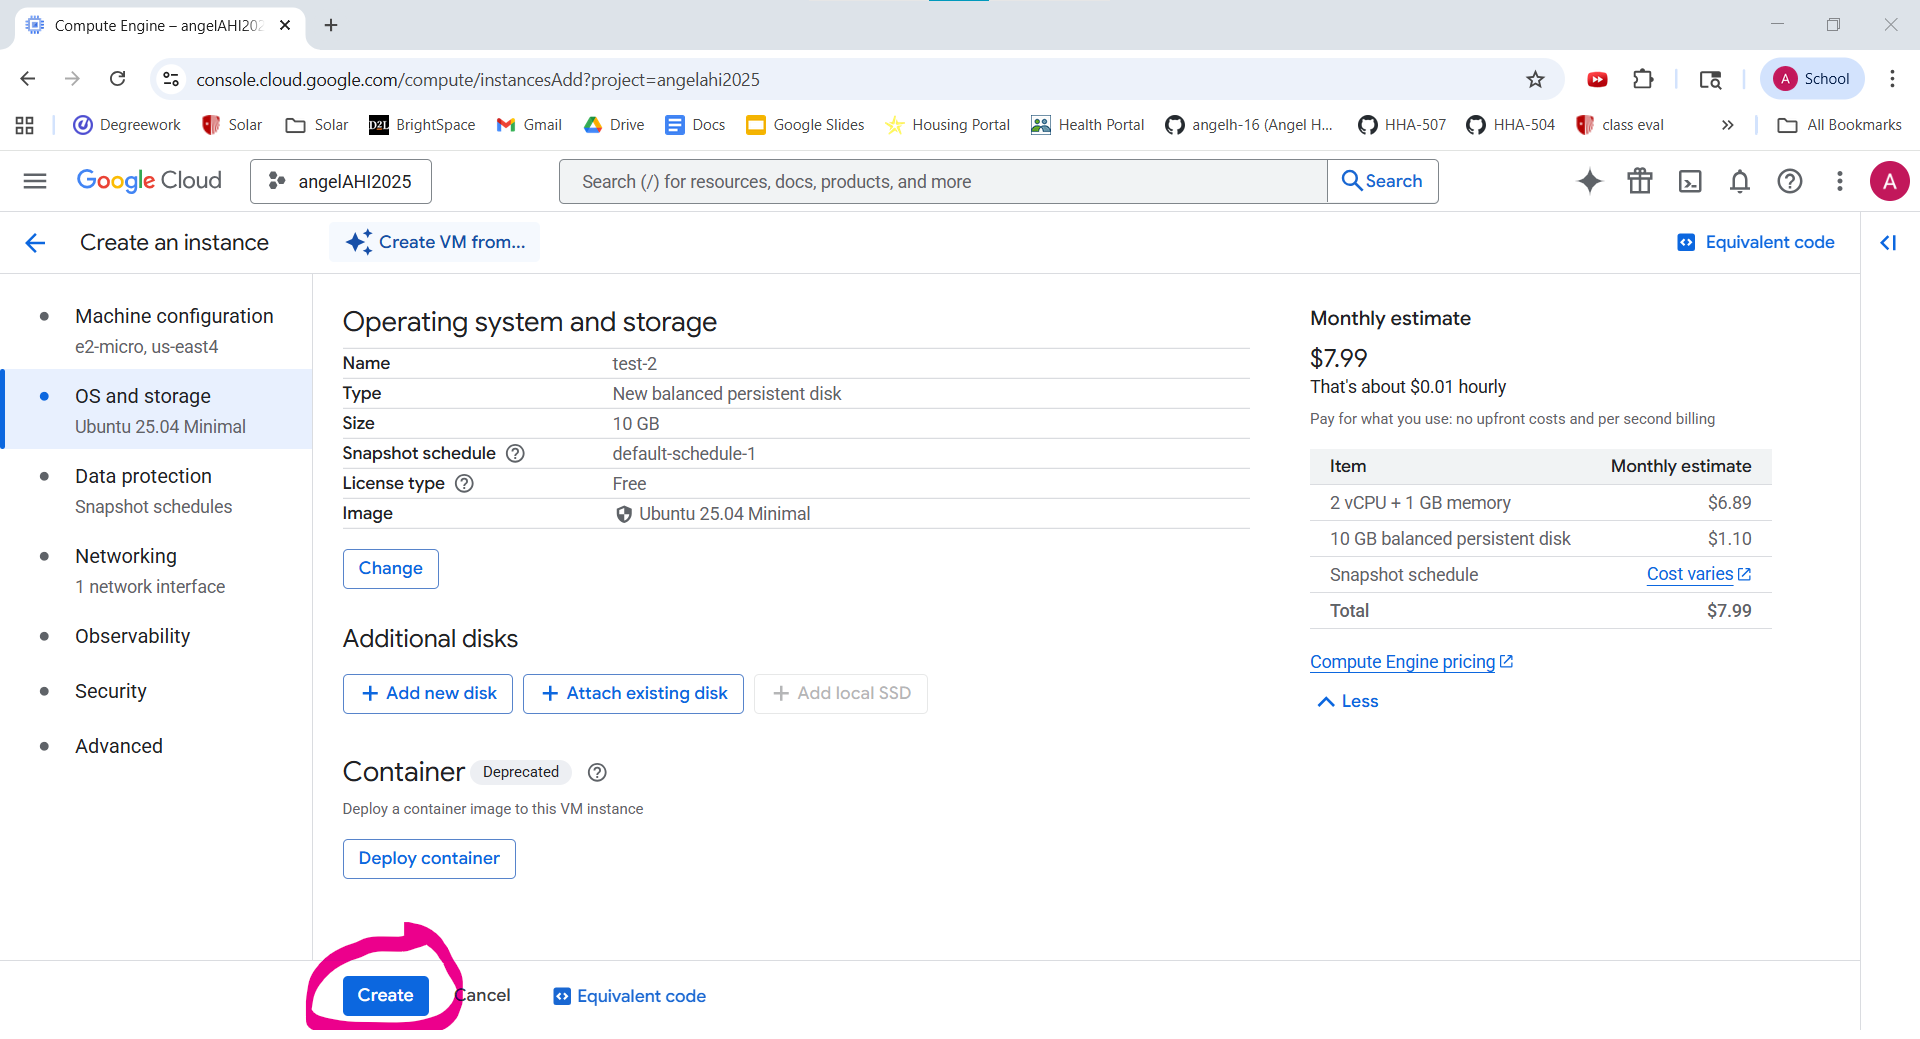 Compute Engine – angelAHI202
console.cloud.google.com/compute/instancesAdd?project=angelahi2025
A School
Degreework Solar Solar D2L BrightSpace Gmail Drive Docs Google Slides Housing Portal Health Portal angelh-16 (Angel H... HHA-507 HHA-504 class eval » All Bookmarks
Google Cloud angelAHI2025 Search (/) for resources, docs, products, and more Search A
Create an instance Create VM from... Equivalent code
Machine configuration
e2-micro, us-east4
OS and storage
Ubuntu 25.04 Minimal
Data protection
Snapshot schedules
Networking
1 network interface
Observability
Security
Advanced
Operating system and storage
Name test-2
Type New balanced persistent disk
Size 10 GB
Snapshot schedule default-schedule-1
License type Free
Image Ubuntu 25.04 Minimal
Change
Additional disks
+ Add new disk + Attach existing disk + Add local SSD
Container Deprecated
Deploy a container image to this VM instance
Deploy container
Create Cancel Equivalent code
Monthly estimate
$7.99
That's about $0.01 hourly
Pay for what you use: no upfront costs and per second billing
Item Monthly estimate
2 vCPU + 1 GB memory $6.89
10 GB balanced persistent disk $1.10
Snapshot schedule Cost varies
Total $7.99
Compute Engine pricing
Less